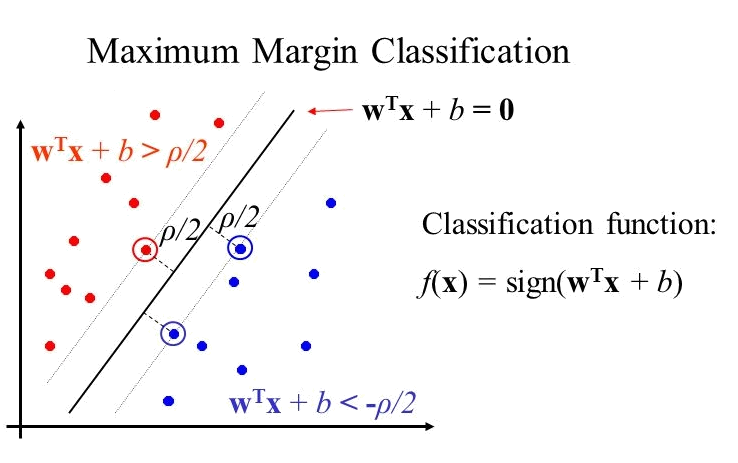 Maximum Margin Classification
wᵀx + b = 0
wᵀx + b > ρ/2
ρ/2
ρ/2
Classification function:
f(x) = sign(wᵀx + b)
wᵀx + b < -ρ/2